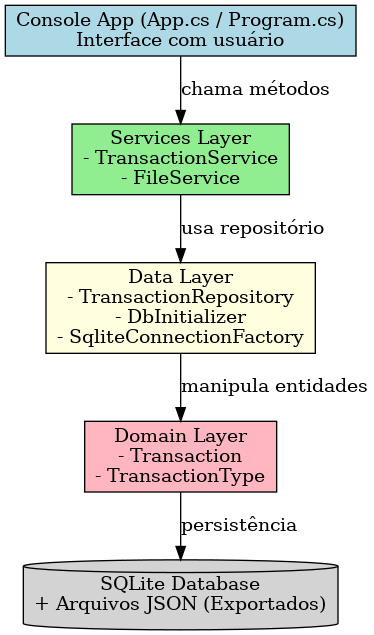 Console App (App.cs / Program.cs)
Interface com usuário
chama métodos
Services Layer
- TransactionService
- FileService
usa repositório
Data Layer
- TransactionRepository
- DbInitializer
- SqliteConnectionFactory
manipula entidades
Domain Layer
- Transaction
- TransactionType
persistência
SQLite Database
+ Arquivos JSON (Exportados)